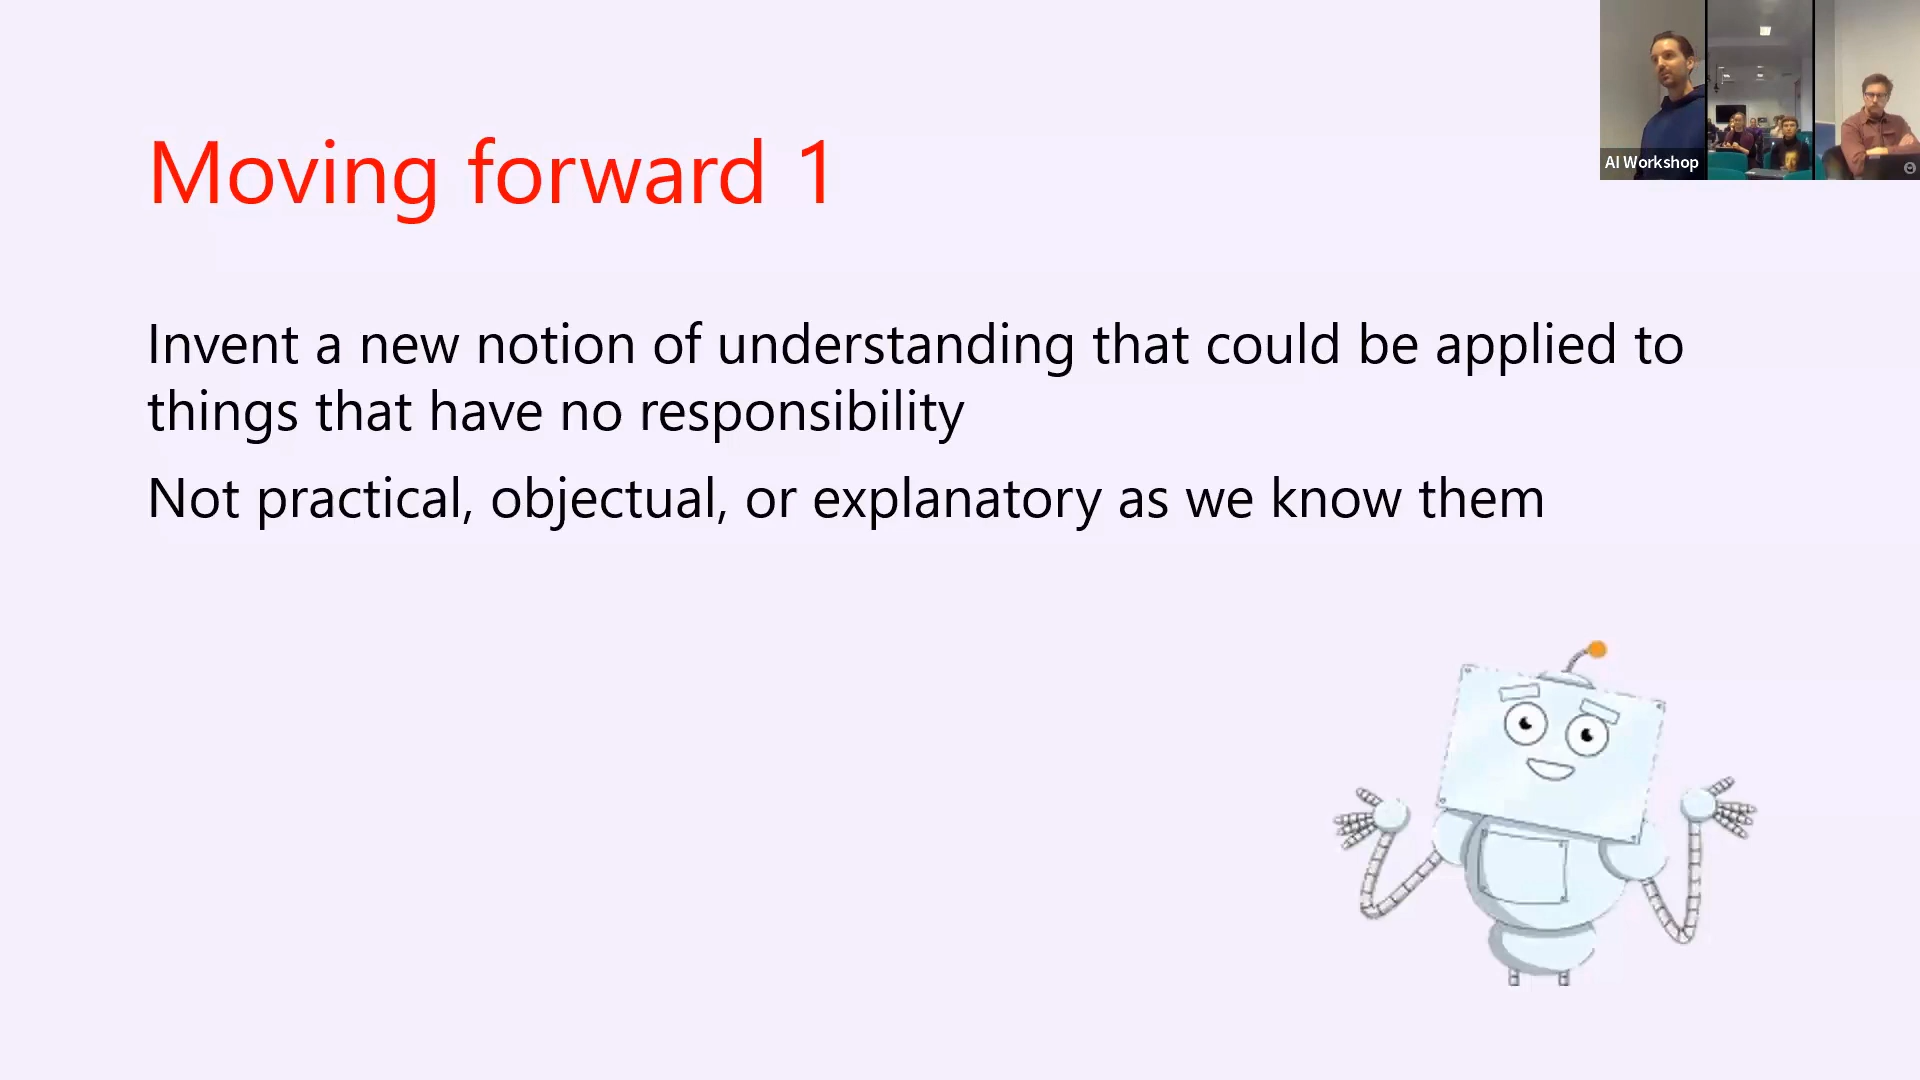 AI Workshop
Moving forward 1
Invent a new notion of understanding that could be applied to
things that have no responsibility
Not practical, objectual, or explanatory as we know them